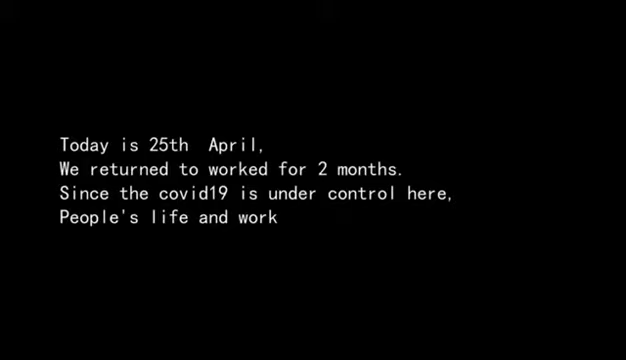 Today is 25th  April,
We returned to worked for 2 months.
Since the covid19 is under control here,
People's life and work